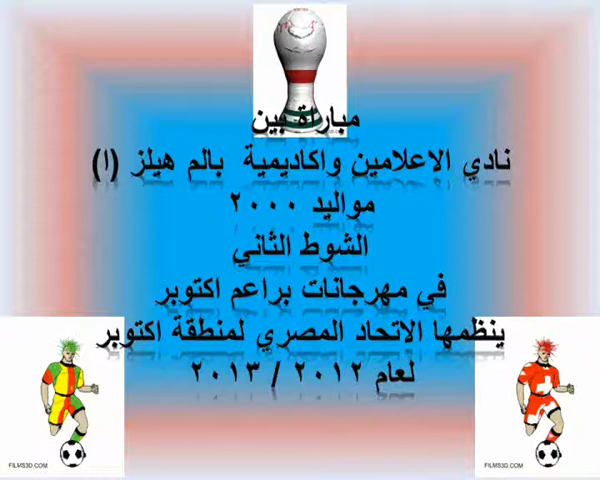 مباراة بين
نادي الاعلامين واكاديمية بالم هيلز (ا)
مواليد ٢٠٠٠
الشوط الثاني
في مهرجانات براعم اكتوبر
ينظمها الاتحاد المصري لمنطقة اكتوبر
لعام ٢٠١٢ / ٢٠١٣
FILMS3D.COM
FILMS3D.COM